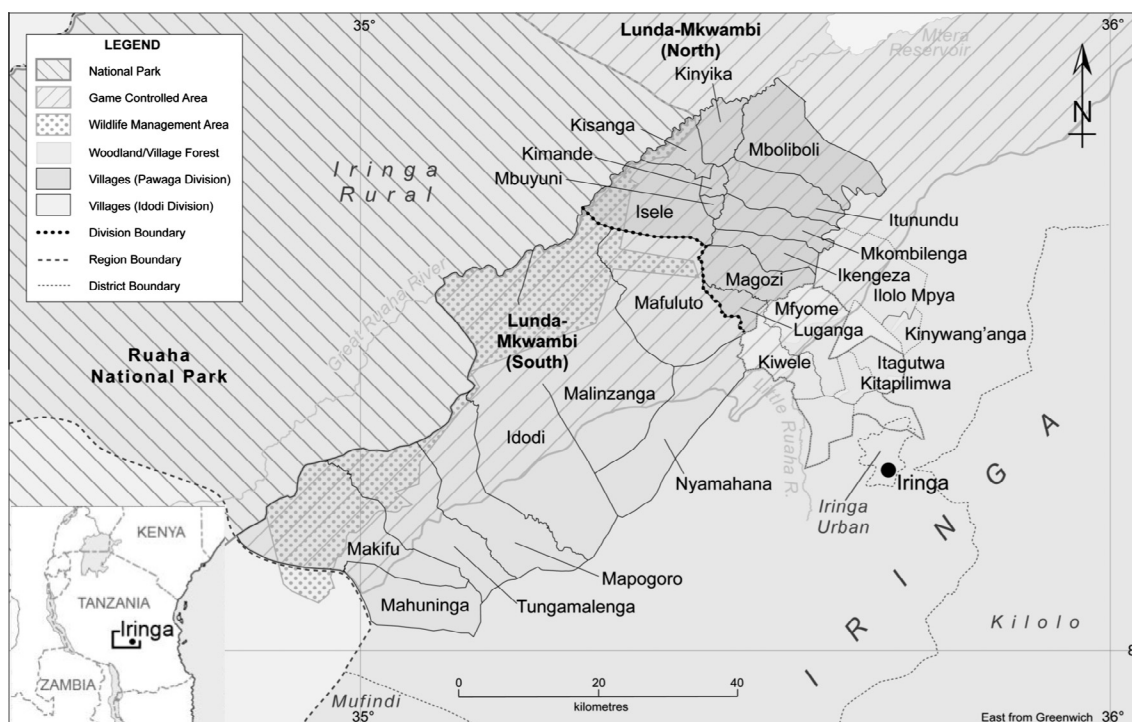 35°
36°
LEGEND
National Park
Game Controlled Area
Wildlife Management Area
Woodland/Village Forest
Villages (Pawaga Division)
Villages (Idodi Division)
Division Boundary
Region Boundary
District Boundary
Lunda-Mkwambi
(North)
Mtera
Reservoir
Kinyika
N
Kisanga
Mboliboli
Kimande
Iringa
Rural
Mbuyuni
Isele
Itunundu
Mkombilenga
Ikengeza
Magozi
Ilolo Mpya
Mafuluto
Mfyome
Great Ruaha River
Lunda-
Mkwambi
(South)
Luganga
Kinywang'anga
Ruaha
National Park
Kiwele
Itagutwa
Kitapilimwa
Malinzanga
Little Ruaha R.
Idodi
Nyamahana
Iringa
Iringa
Urban
IRINGA
KENYA
Makifu
Mapogoro
TANZANIA
Mahuninga
Tungamalenga
Iringa
Kilolo
8
ZAMBIA
Mufindi
0
20
40
kilometres
35°
36°
East from Greenwich